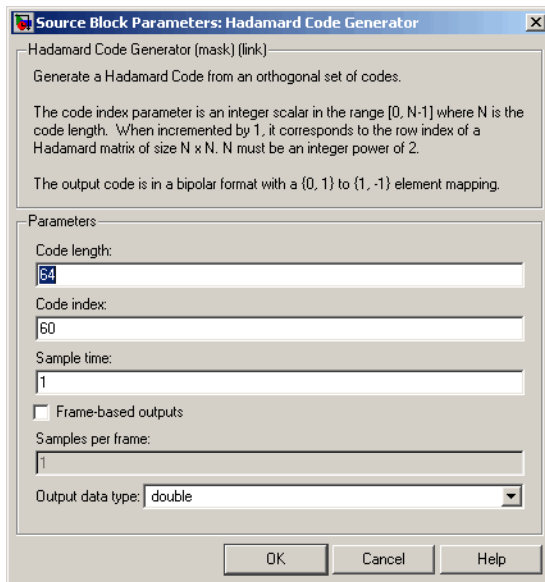 Source Block Parameters: Hadamard Code Generator
Hadamard Code Generator (mask) (link)
Generate a Hadamard Code from an orthogonal set of codes.
The code index parameter is an integer scalar in the range [0, N-1] where N is the
code length. When incremented by 1, it corresponds to the row index of a
Hadamard matrix of size N x N. N must be an integer power of 2.
The output code is in a bipolar format with a {0, 1} to {1, -1} element mapping.
Parameters
Code length:
64
Code index:
60
Sample time:
1
Frame-based outputs
Samples per frame:
1
Output data type: double
OK Cancel Help